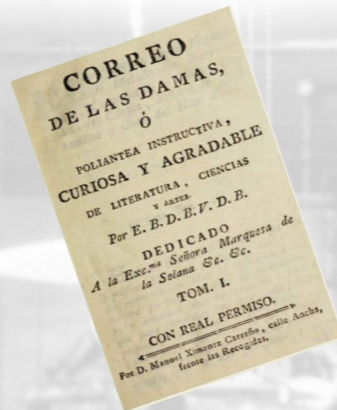 CORREO
DE LAS DAMAS,
Ó
POLIANTEA INSTRUCTIVA,
CURIOSA Y AGRADABLE
DE LITERATURA, CIENCIAS
Y ARTES.
Por E. B. D. B. V. D. B.
DEDICADO
A la Exc.ma Señora Marquesa de
la Solana &c. &c.
TOM. I.
CON REAL PERMISO.
Por D. Manuel Ximenez Carreño, calle Ancha,
frente las Recogidas.